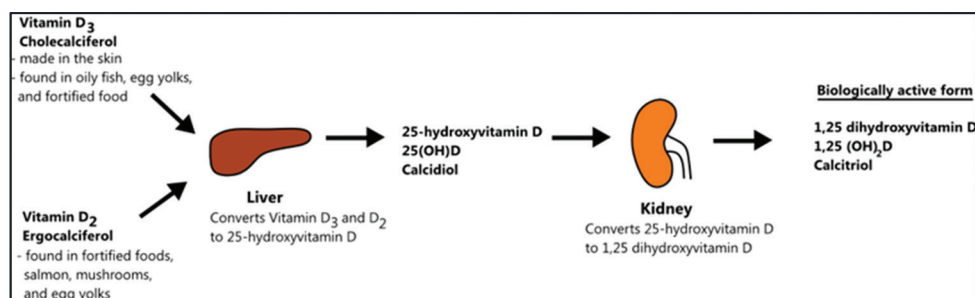 Vitamin D3
Cholecalciferol
- made in the skin
- found in oily fish, egg yolks,
and fortified food
Vitamin D2
Ergocalciferol
- found in fortified foods,
salmon, mushrooms,
and egg yolks
Liver
Converts Vitamin D3 and D2
to 25-hydroxyvitamin D
25-hydroxyvitamin D
25(OH)D
Calcidiol
Kidney
Converts 25-hydroxyvitamin D
to 1,25 dihydroxyvitamin D
Biologically active form
1,25 dihydroxyvitamin D
1,25 (OH)2D
Calcitriol